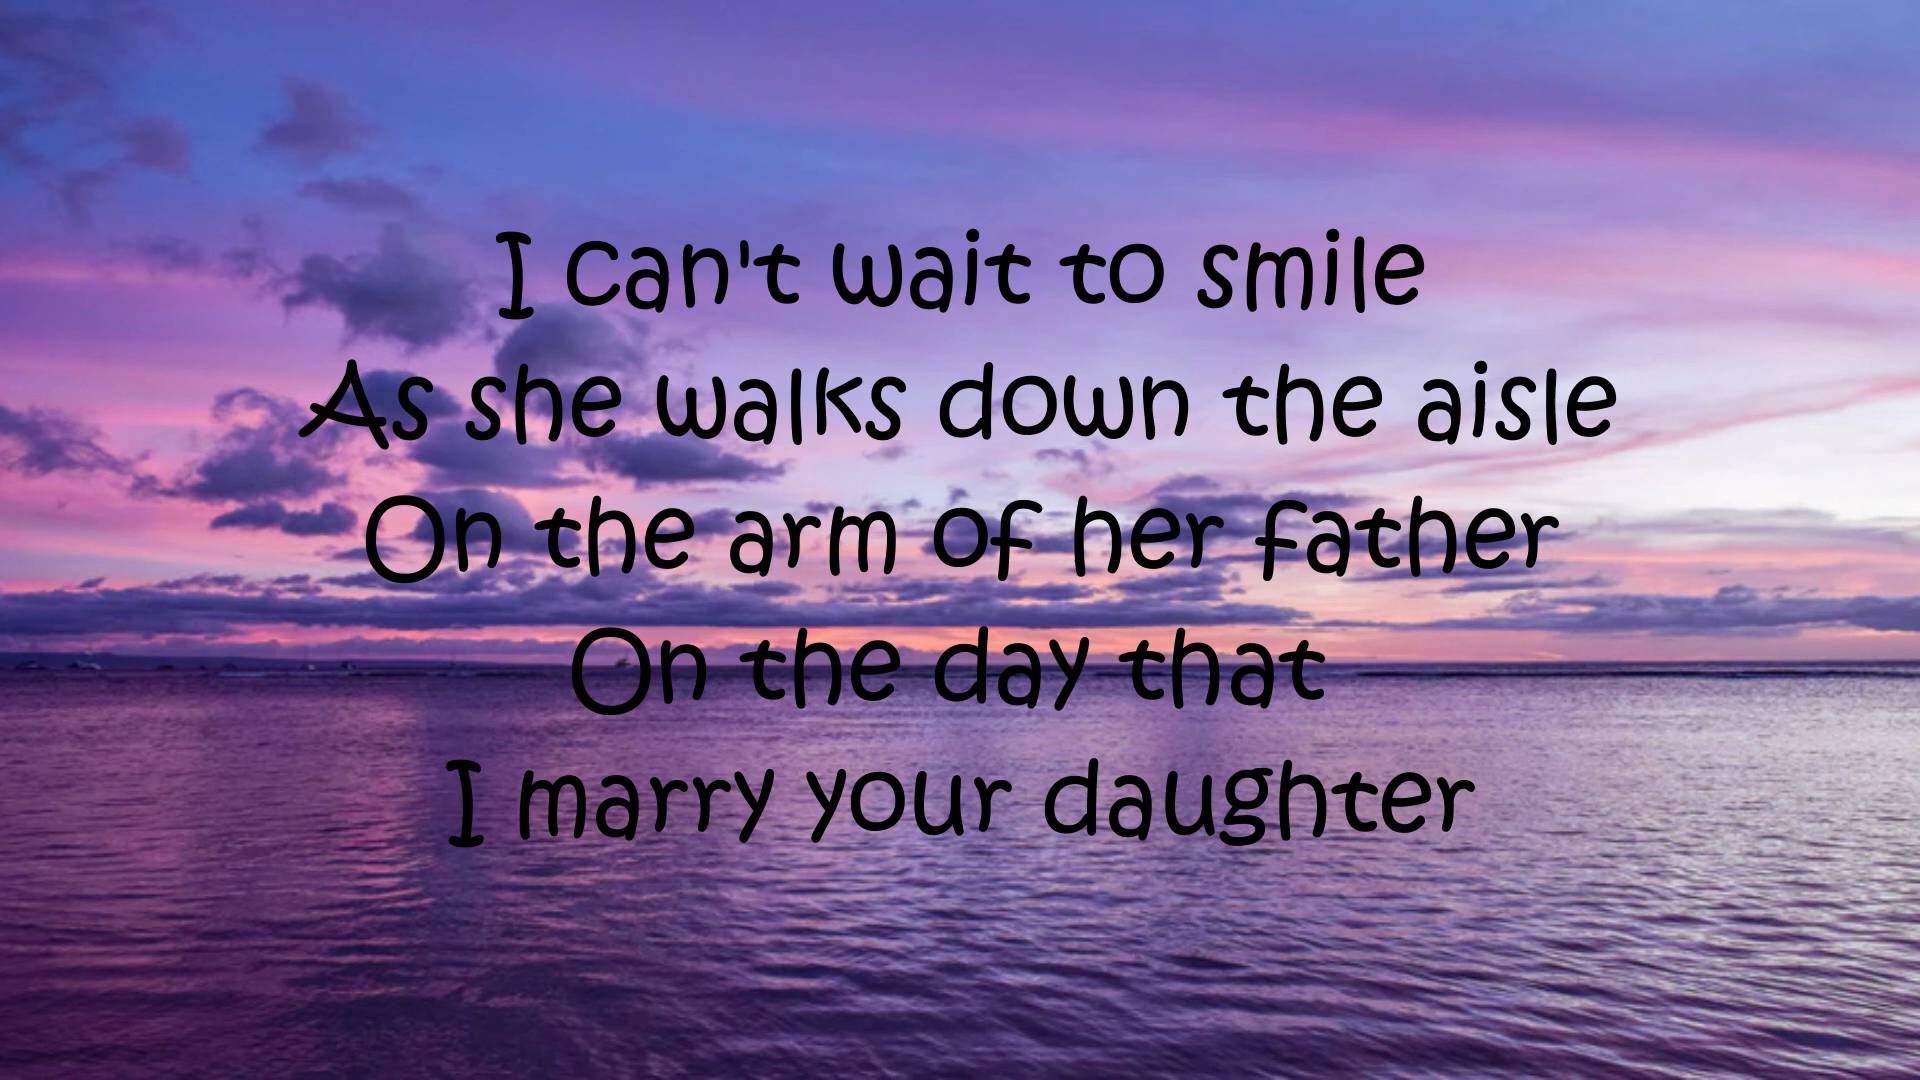 I can't wait to smile
As she walks down the aisle
On the arm of her father
On the day that
I marry your daughter